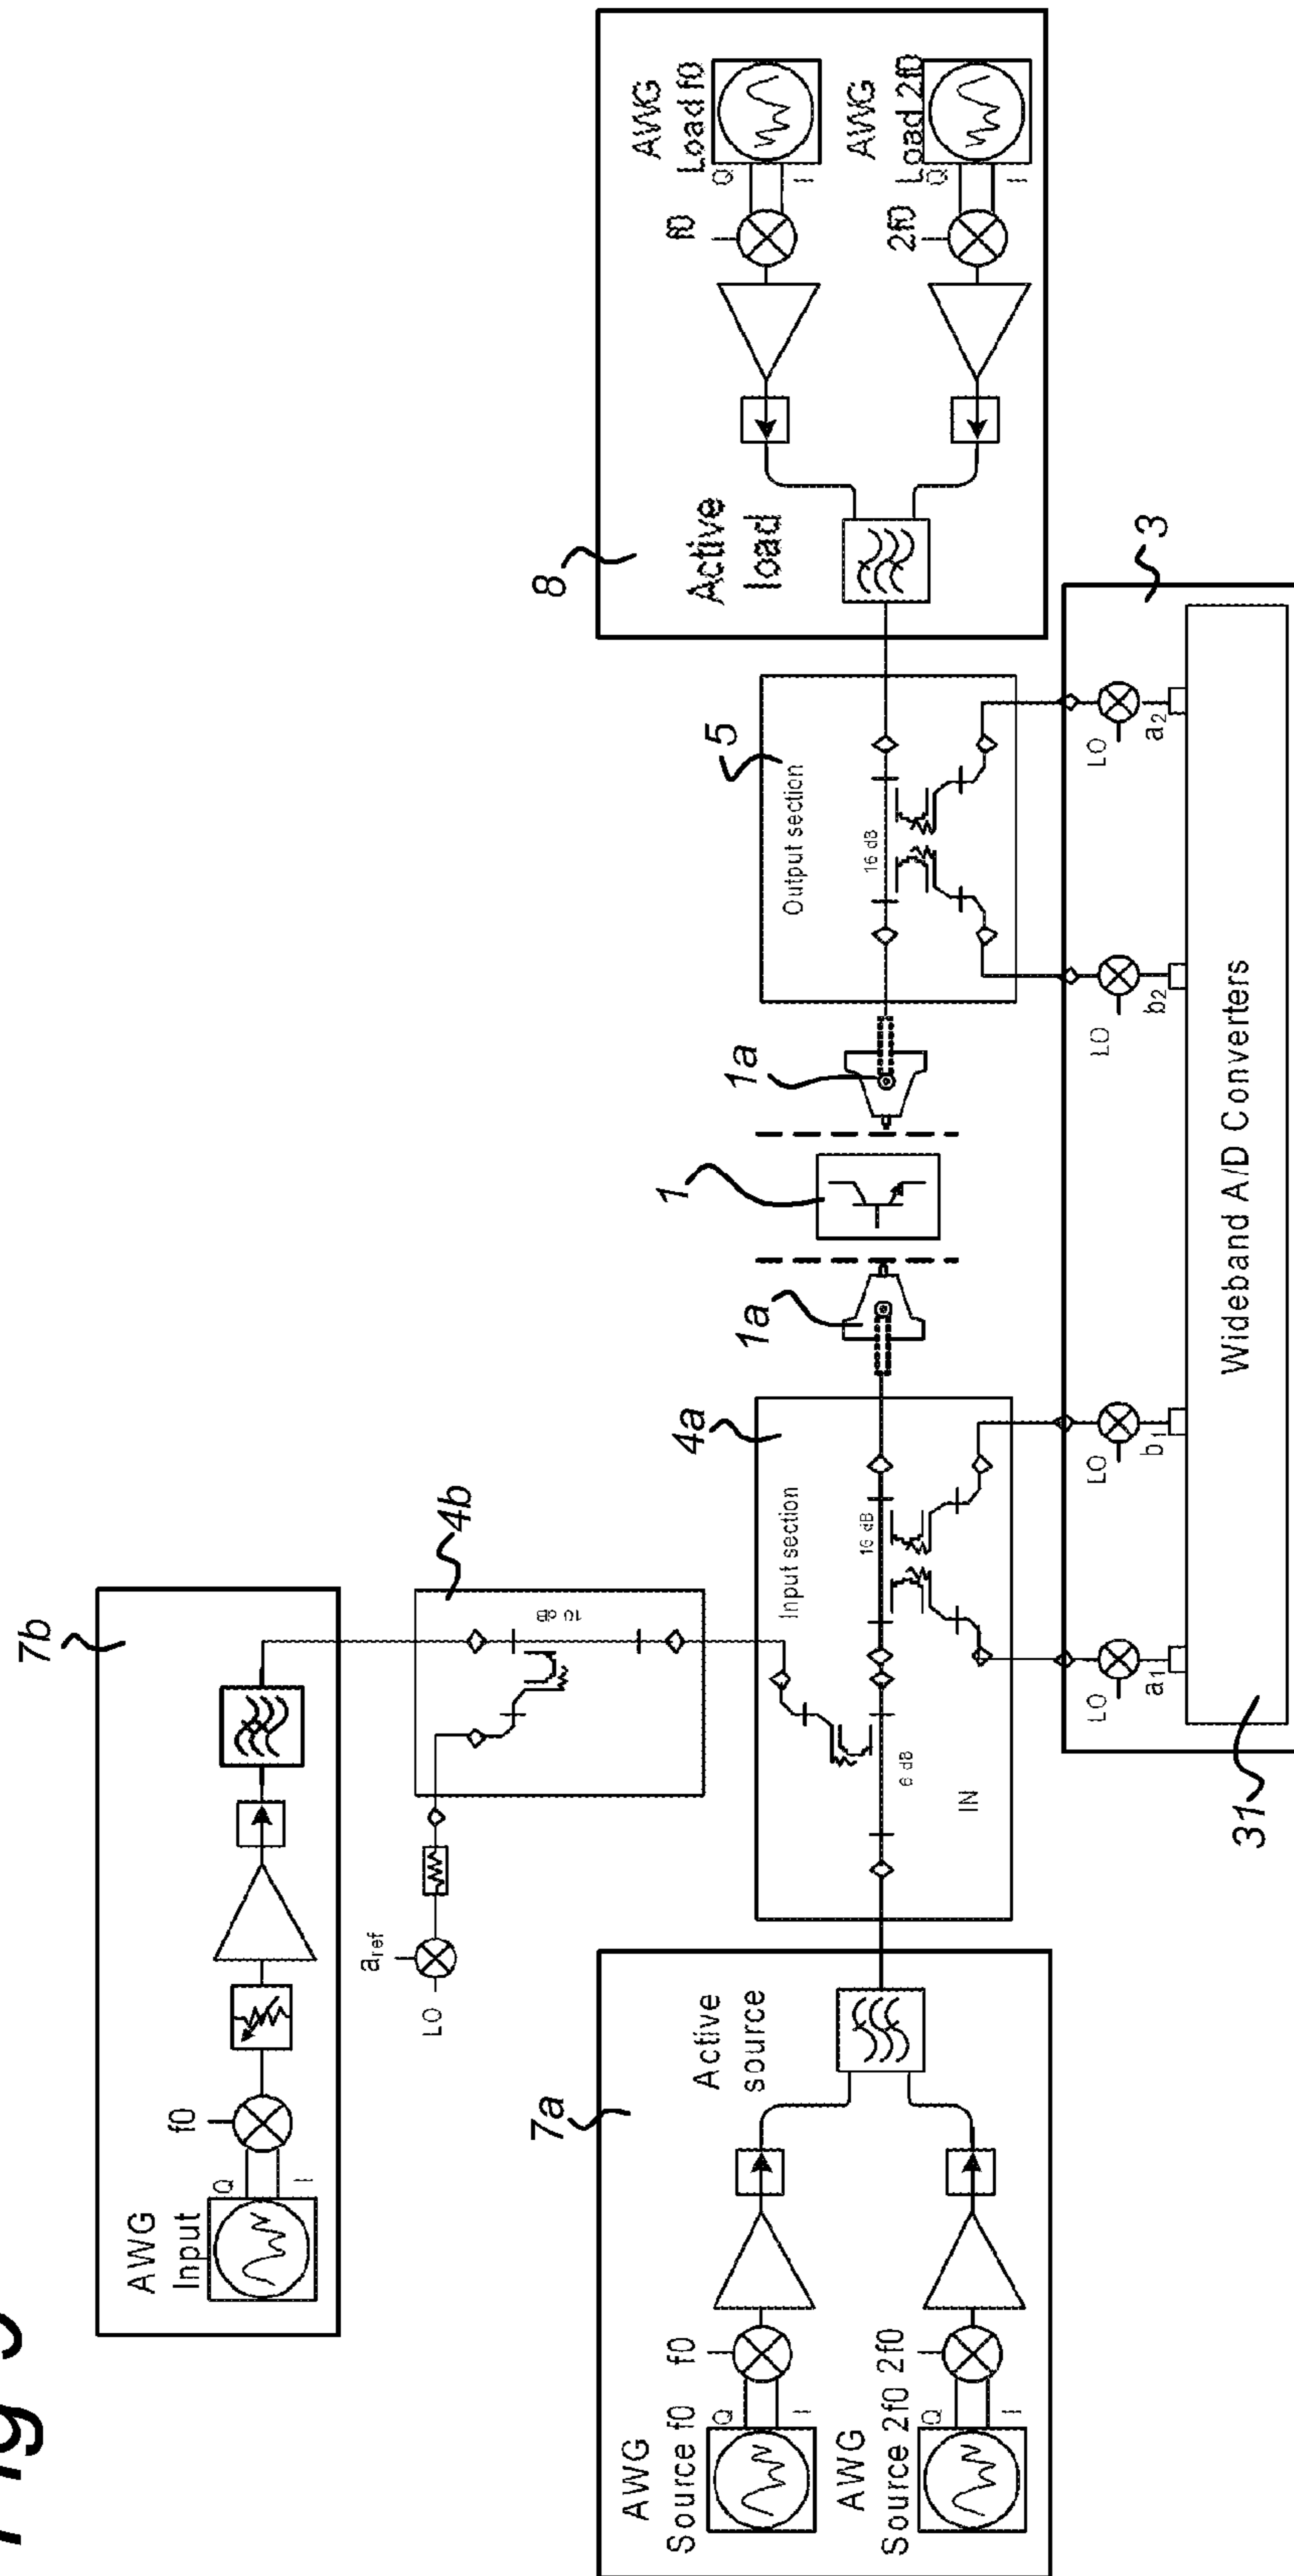 Fig
7b
AWG
Input
Q
I
f0
4b
dB
aref
LO
7a
Active
source
AWG
Source f0
Q
I
f0
AWG
Source 2f0
Q
I
2f0
4a
Input section
16 dB
6 dB
IN
1a
1
1a
5
Output section
16 dB
8
Active
load
AWG
Load f0
Q
I
f0
AWG
Load 2f0
Q
I
2f0
3
LO
a1
LO
b1
LO
b2
LO
a2
Wideband A/D Converters
31